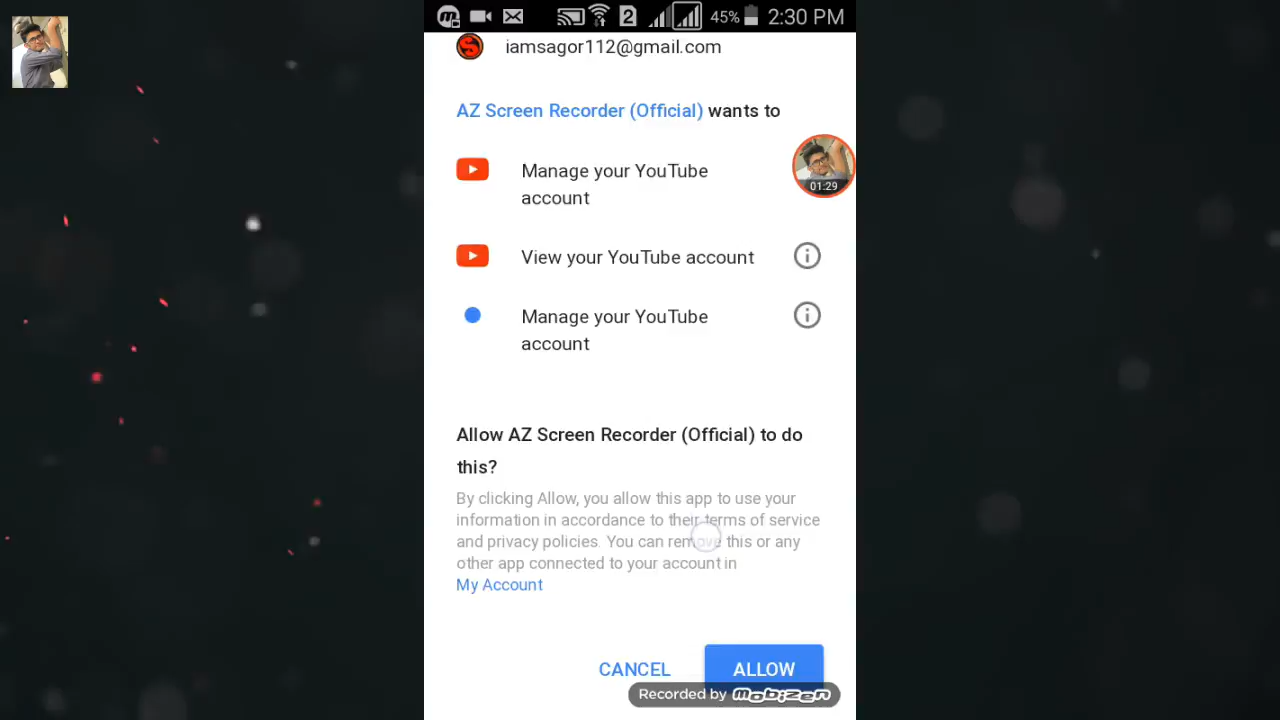 2 45% 2:30 PM
iamsagor112@gmail.com
AZ Screen Recorder (Official) wants to
Manage your YouTube
account
01:29
View your YouTube account
Manage your YouTube
account
Allow AZ Screen Recorder (Official) to do
this?
By clicking Allow, you allow this app to use your
information in accordance to their terms of service
and privacy policies. You can remove this or any
other app connected to your account in
My Account
CANCEL ALLOW
Recorded by mobizen